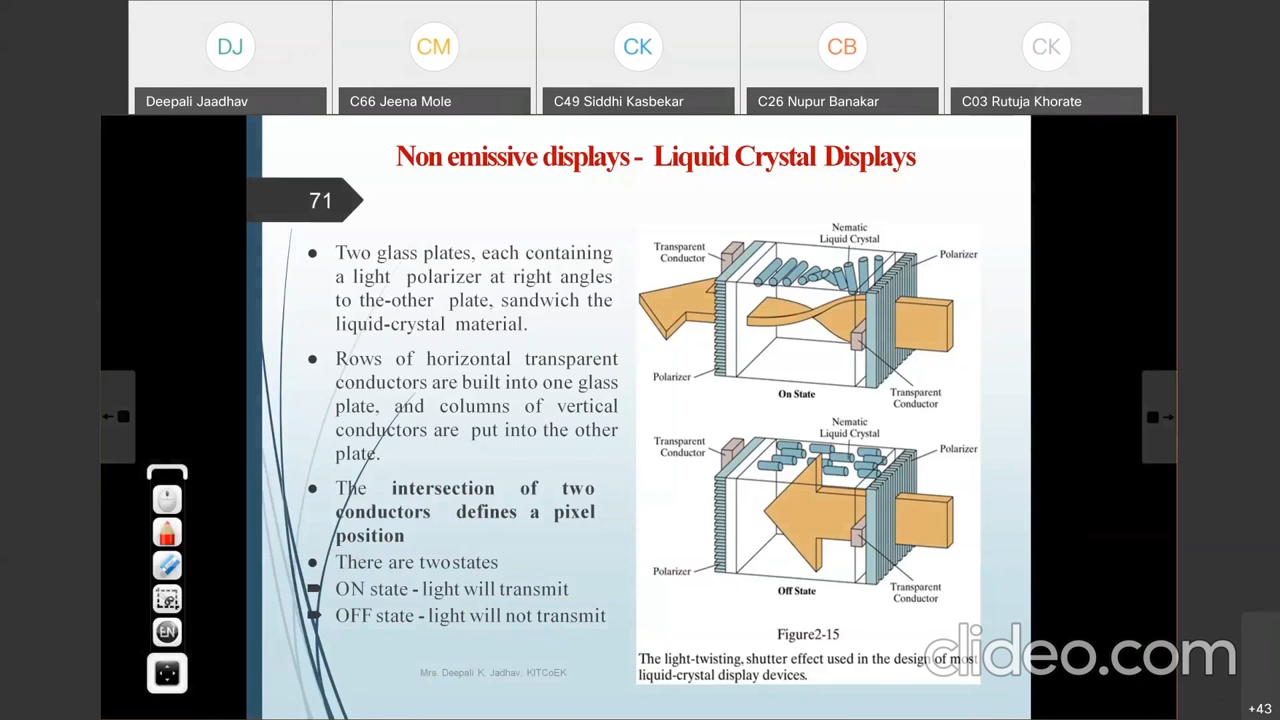 DJ
CM
CK
CB
CK
Deepali Jaadhav
C66 Jeena Mole
C49 Siddhi Kasbekar
C26 Nupur Banakar
C03 Rutuja Khorate
Non emissive displays - Liquid Crystal Displays
71
Two glass plates, each containing
a light polarizer at right angles
to the-other plate, sandwich the
liquid-crystal material.
Rows of horizontal transparent
conductors are built into one glass
plate, and columns of vertical
conductors are put into the other
plate.
The intersection of two
conductors defines a pixel
position
There are two states
ON state - light will transmit
OFF state - light will not transmit
Mrs. Deepali K. Jadhav, KITCoEK
Nematic
Liquid Crystal
Transparent
Conductor
Polarizer
Polarizer
On State
Transparent
Conductor
Nematic
Liquid Crystal
Transparent
Conductor
Polarizer
Polarizer
Off State
Transparent
Conductor
Figure2-15
The light-twisting, shutter effect used in the design of most
liquid-crystal display devices.
clideo.com
EN
+43